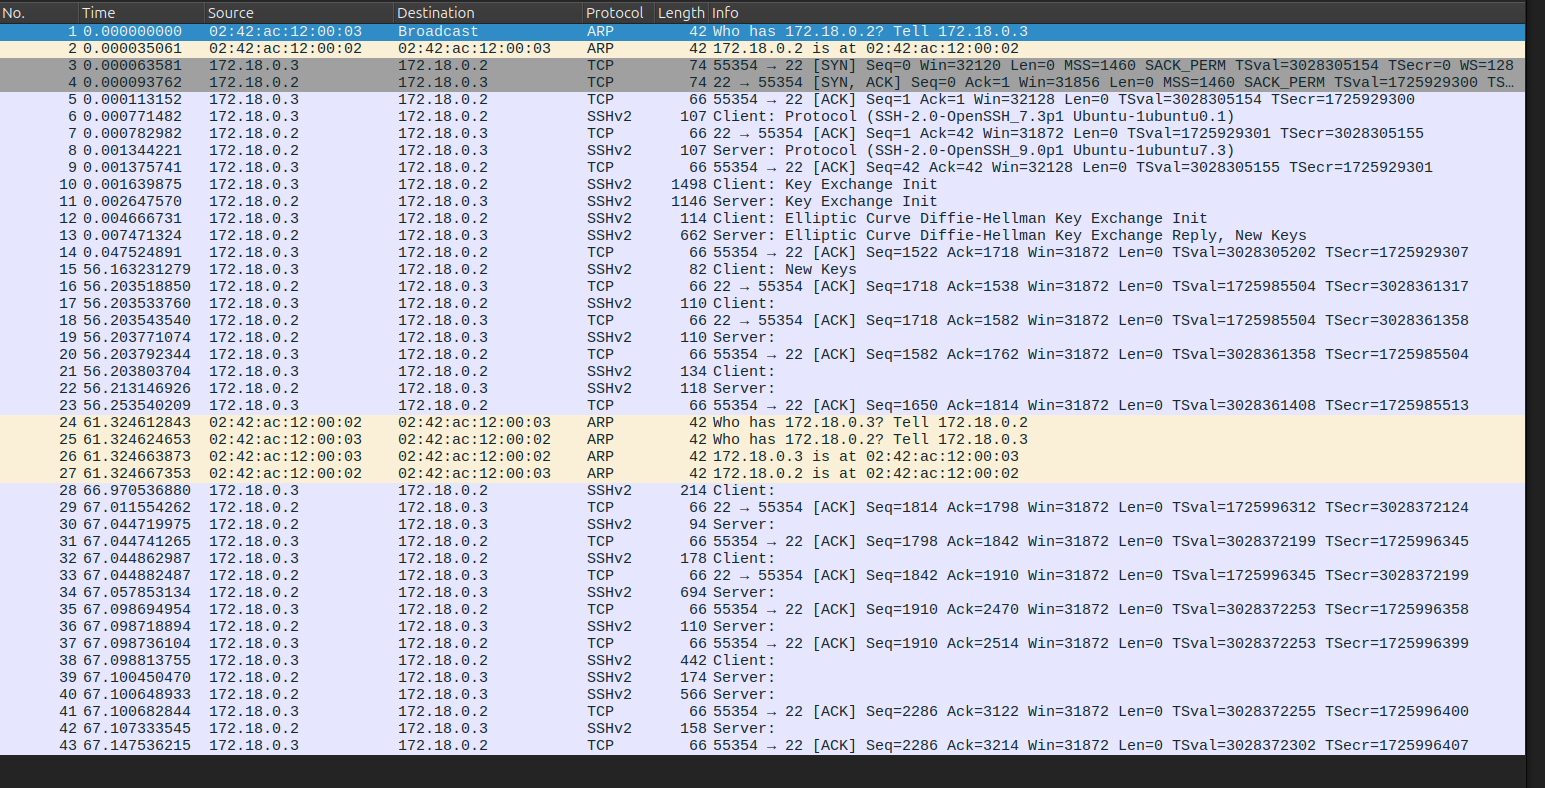 No. Time Source Destination Protocol Length Info
1 0.000000000 02:42:ac:12:00:03 Broadcast ARP 42 Who has 172.18.0.2? Tell 172.18.0.3
2 0.000035061 02:42:ac:12:00:02 02:42:ac:12:00:03 ARP 42 172.18.0.2 is at 02:42:ac:12:00:02
3 0.000063581 172.18.0.3 172.18.0.2 TCP 74 55354 → 22 [SYN] Seq=0 Win=32120 Len=0 MSS=1460 SACK_PERM TSval=3028305154 TSecr=0 WS=128
4 0.000093762 172.18.0.2 172.18.0.3 TCP 74 22 → 55354 [SYN, ACK] Seq=0 Ack=1 Win=31856 Len=0 MSS=1460 SACK_PERM TSval=1725929300 TS…
5 0.000113152 172.18.0.3 172.18.0.2 TCP 66 55354 → 22 [ACK] Seq=1 Ack=1 Win=32128 Len=0 TSval=3028305154 TSecr=1725929300
6 0.000771482 172.18.0.3 172.18.0.2 SSHv2 107 Client: Protocol (SSH-2.0-OpenSSH_7.3p1 Ubuntu-1ubuntu0.1)
7 0.000782982 172.18.0.2 172.18.0.3 TCP 66 22 → 55354 [ACK] Seq=1 Ack=42 Win=31872 Len=0 TSval=1725929301 TSecr=3028305155
8 0.001344221 172.18.0.2 172.18.0.3 SSHv2 107 Server: Protocol (SSH-2.0-OpenSSH_9.0p1 Ubuntu-1ubuntu7.3)
9 0.001375741 172.18.0.3 172.18.0.2 TCP 66 55354 → 22 [ACK] Seq=42 Ack=42 Win=32128 Len=0 TSval=3028305155 TSecr=1725929301
10 0.001639875 172.18.0.3 172.18.0.2 SSHv2 1498 Client: Key Exchange Init
11 0.002647570 172.18.0.2 172.18.0.3 SSHv2 1146 Server: Key Exchange Init
12 0.004666731 172.18.0.3 172.18.0.2 SSHv2 114 Client: Elliptic Curve Diffie-Hellman Key Exchange Init
13 0.007471324 172.18.0.2 172.18.0.3 SSHv2 662 Server: Elliptic Curve Diffie-Hellman Key Exchange Reply, New Keys
14 0.047524891 172.18.0.3 172.18.0.2 TCP 66 55354 → 22 [ACK] Seq=1522 Ack=1718 Win=31872 Len=0 TSval=3028305202 TSecr=1725929307
15 56.163231279 172.18.0.3 172.18.0.2 SSHv2 82 Client: New Keys
16 56.203518850 172.18.0.2 172.18.0.3 TCP 66 22 → 55354 [ACK] Seq=1718 Ack=1538 Win=31872 Len=0 TSval=1725985504 TSecr=3028361317
17 56.203533760 172.18.0.3 172.18.0.2 SSHv2 110 Client:
18 56.203543540 172.18.0.2 172.18.0.3 TCP 66 22 → 55354 [ACK] Seq=1718 Ack=1582 Win=31872 Len=0 TSval=1725985504 TSecr=3028361358
19 56.203771074 172.18.0.2 172.18.0.3 SSHv2 110 Server:
20 56.203792344 172.18.0.3 172.18.0.2 TCP 66 55354 → 22 [ACK] Seq=1582 Ack=1762 Win=31872 Len=0 TSval=3028361358 TSecr=1725985504
21 56.203803704 172.18.0.3 172.18.0.2 SSHv2 134 Client:
22 56.213146926 172.18.0.2 172.18.0.3 SSHv2 118 Server:
23 56.253540209 172.18.0.3 172.18.0.2 TCP 66 55354 → 22 [ACK] Seq=1650 Ack=1814 Win=31872 Len=0 TSval=3028361408 TSecr=1725985513
24 61.324612843 02:42:ac:12:00:02 02:42:ac:12:00:03 ARP 42 Who has 172.18.0.3? Tell 172.18.0.2
25 61.324624653 02:42:ac:12:00:03 02:42:ac:12:00:02 ARP 42 Who has 172.18.0.2? Tell 172.18.0.3
26 61.324663873 02:42:ac:12:00:03 02:42:ac:12:00:02 ARP 42 172.18.0.3 is at 02:42:ac:12:00:03
27 61.324667353 02:42:ac:12:00:02 02:42:ac:12:00:03 ARP 42 172.18.0.2 is at 02:42:ac:12:00:02
28 66.970536880 172.18.0.3 172.18.0.2 SSHv2 214 Client:
29 67.011554262 172.18.0.2 172.18.0.3 TCP 66 22 → 55354 [ACK] Seq=1814 Ack=1798 Win=31872 Len=0 TSval=1725996312 TSecr=3028372124
30 67.044719975 172.18.0.2 172.18.0.3 SSHv2 94 Server:
31 67.044741265 172.18.0.3 172.18.0.2 TCP 66 55354 → 22 [ACK] Seq=1798 Ack=1842 Win=31872 Len=0 TSval=3028372199 TSecr=1725996345
32 67.044862987 172.18.0.3 172.18.0.2 SSHv2 178 Client:
33 67.044882487 172.18.0.2 172.18.0.3 TCP 66 22 → 55354 [ACK] Seq=1842 Ack=1910 Win=31872 Len=0 TSval=1725996345 TSecr=3028372199
34 67.057853134 172.18.0.2 172.18.0.3 SSHv2 694 Server:
35 67.098694954 172.18.0.3 172.18.0.2 TCP 66 55354 → 22 [ACK] Seq=1910 Ack=2470 Win=31872 Len=0 TSval=3028372253 TSecr=1725996358
36 67.098718894 172.18.0.2 172.18.0.3 SSHv2 110 Server:
37 67.098736104 172.18.0.3 172.18.0.2 TCP 66 55354 → 22 [ACK] Seq=1910 Ack=2514 Win=31872 Len=0 TSval=3028372253 TSecr=1725996399
38 67.098813755 172.18.0.3 172.18.0.2 SSHv2 442 Client:
39 67.100450470 172.18.0.2 172.18.0.3 SSHv2 174 Server:
40 67.100648933 172.18.0.2 172.18.0.3 SSHv2 566 Server:
41 67.100682844 172.18.0.3 172.18.0.2 TCP 66 55354 → 22 [ACK] Seq=2286 Ack=3122 Win=31872 Len=0 TSval=3028372255 TSecr=1725996400
42 67.107333545 172.18.0.2 172.18.0.3 SSHv2 158 Server:
43 67.147536215 172.18.0.3 172.18.0.2 TCP 66 55354 → 22 [ACK] Seq=2286 Ack=3214 Win=31872 Len=0 TSval=3028372302 TSecr=1725996407